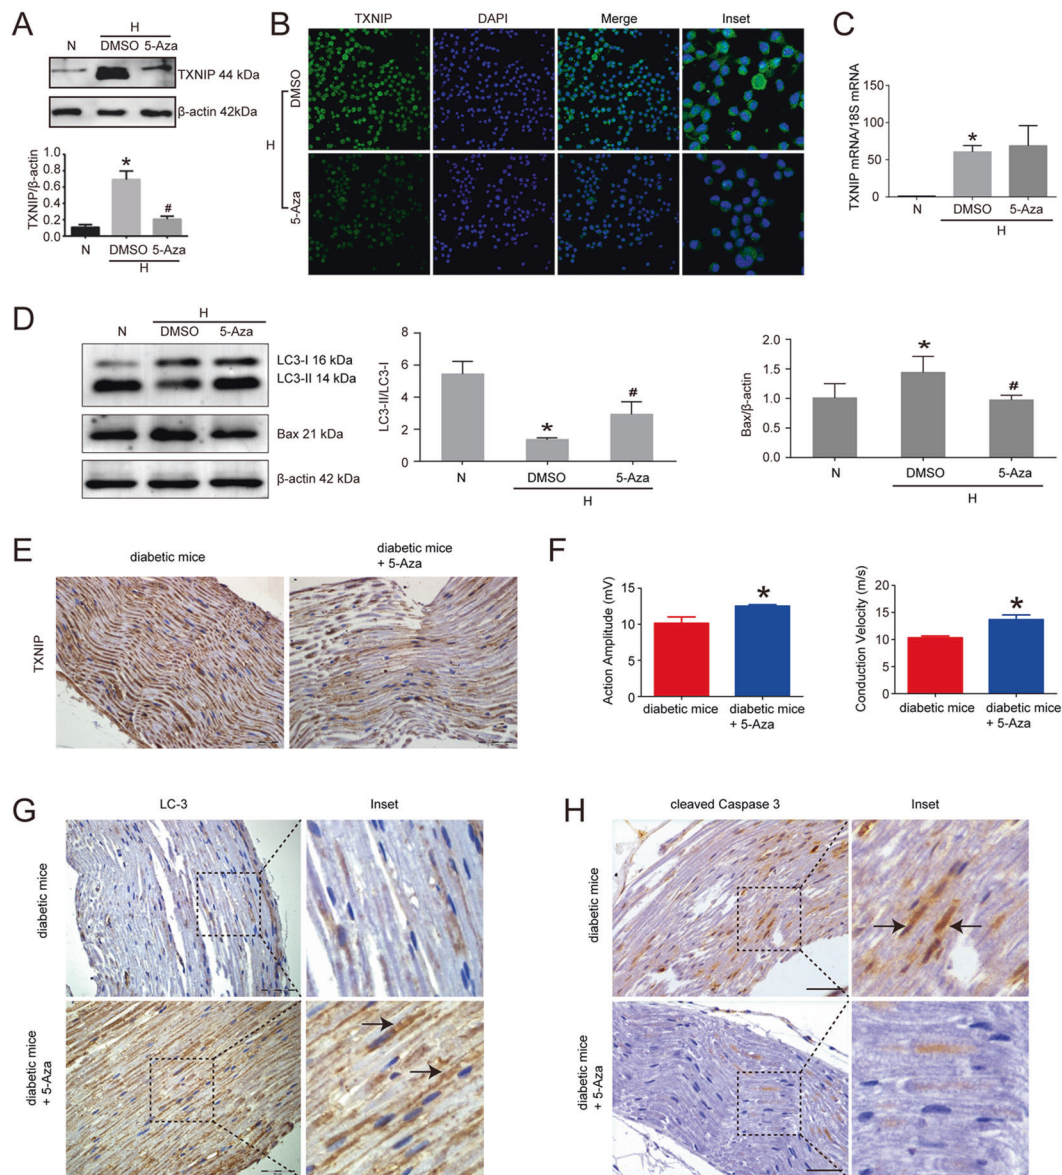 A
H
N
DMSO 5-Aza
TXNIP 44 kDa
β-actin 42kDa
TXNIP/β-actin
1.0
0.8
0.6
0.4
0.2
0.0
*
#
N
DMSO 5-Aza
H
B
TXNIP
DAPI
Merge
Inset
H
DMSO
5-Aza
C
TXNIP mRNA/18S mRNA
150
100
50
0
*
N
DMSO
5-Aza
H
D
H
N
DMSO
5-Aza
LC3-I 16 kDa
LC3-II 14 kDa
Bax 21 kDa
β-actin 42 kDa
LC3-II/LC3-I
8
6
4
2
0
*
#
N
DMSO
5-Aza
H
Bax/β-actin
2.0
1.5
1.0
0.5
0.0
*
#
N
DMSO
5-Aza
H
E
diabetic mice
diabetic mice
+ 5-Aza
TXNIP
F
Action Amplitude (mV)
15
10
5
0
*
diabetic mice
diabetic mice
+ 5-Aza
Conduction Velocity (m/s)
20
15
10
5
0
*
diabetic mice
diabetic mice
+ 5-Aza
G
LC-3
Inset
diabetic mice
diabetic mice
+ 5-Aza
H
cleaved Caspase 3
Inset
diabetic mice
diabetic mice
+ 5-Aza